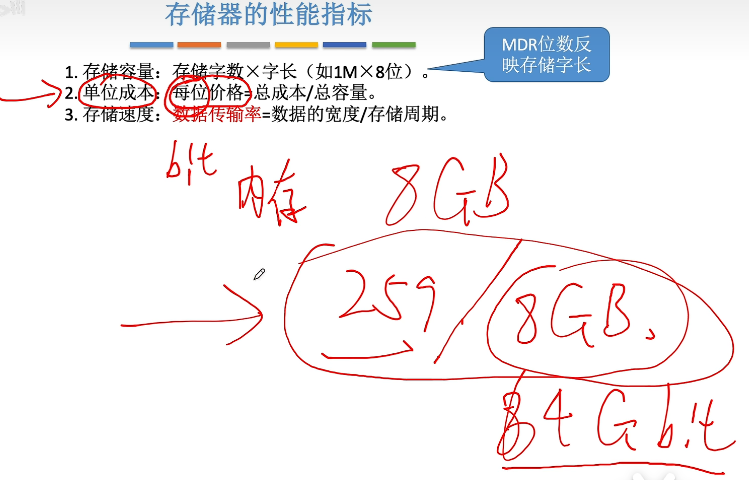 存储器的性能指标
MDR位数反
映存储字长
1. 存储容量：存储字数×字长（如1M×8位）。
2. 单位成本：每位价格=总成本/总容量。
3. 存储速度：数据传输率=数据的宽度/存储周期。
bit
内存 8GB
259/8GB
64Gbit